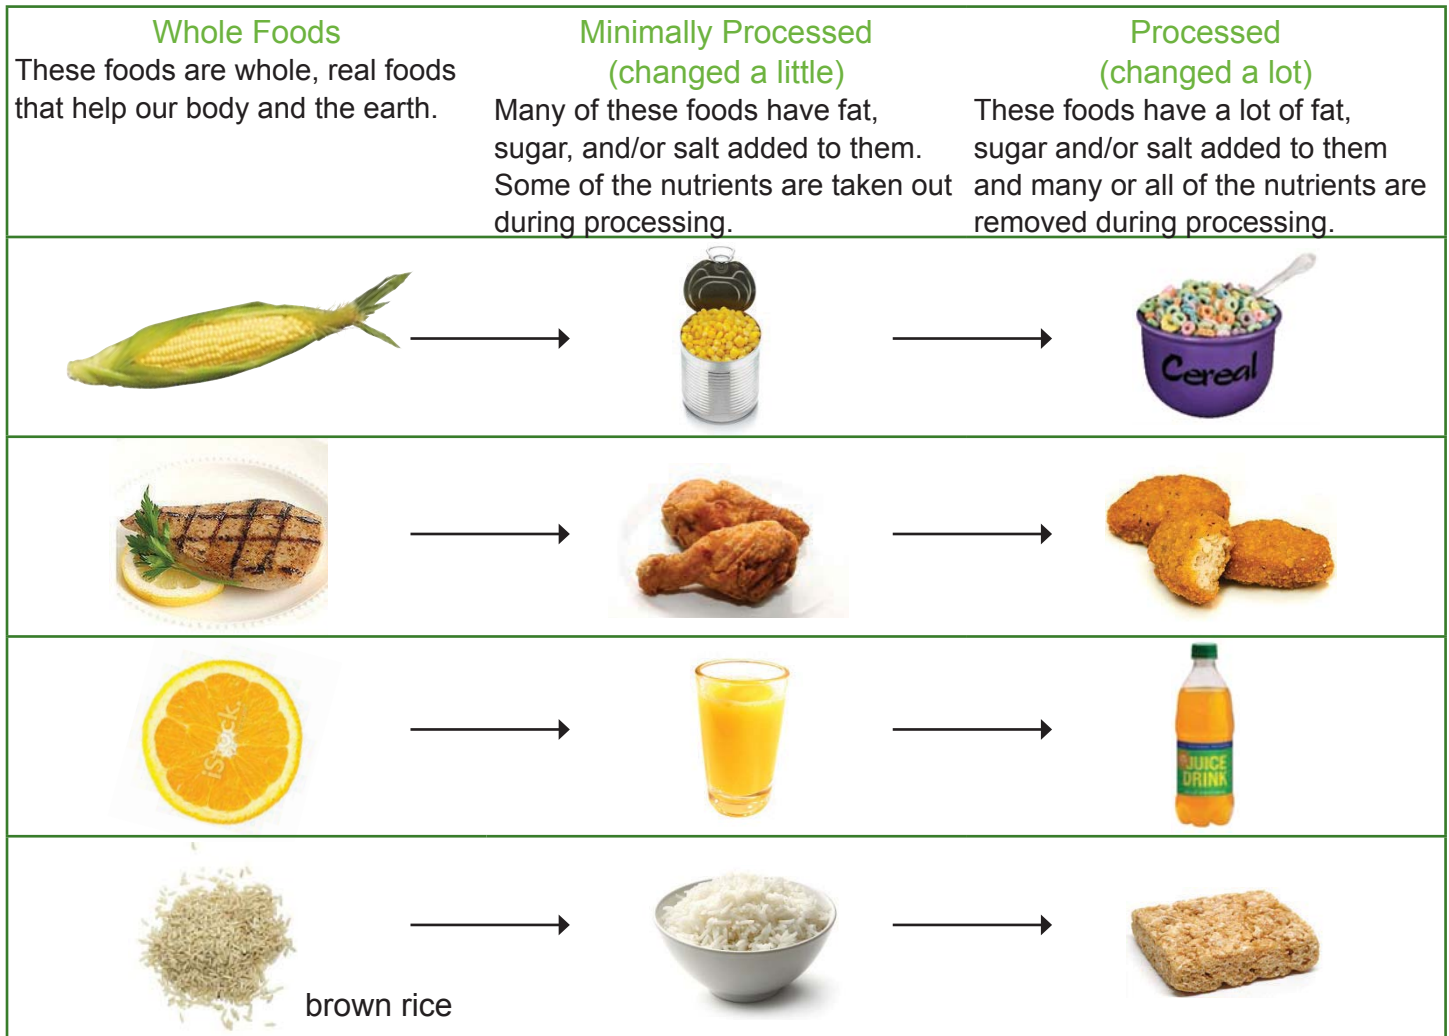 Whole Foods
These foods are whole, real foods
that help our body and the earth.
Minimally Processed
(changed a little)
Many of these foods have fat,
sugar, and/or salt added to them.
Some of the nutrients are taken out
during processing.
Processed
(changed a lot)
These foods have a lot of fat,
sugar and/or salt added to them
and many or all of the nutrients are
removed during processing.
Cereal
iStock.
JUICE
DRINK
brown rice